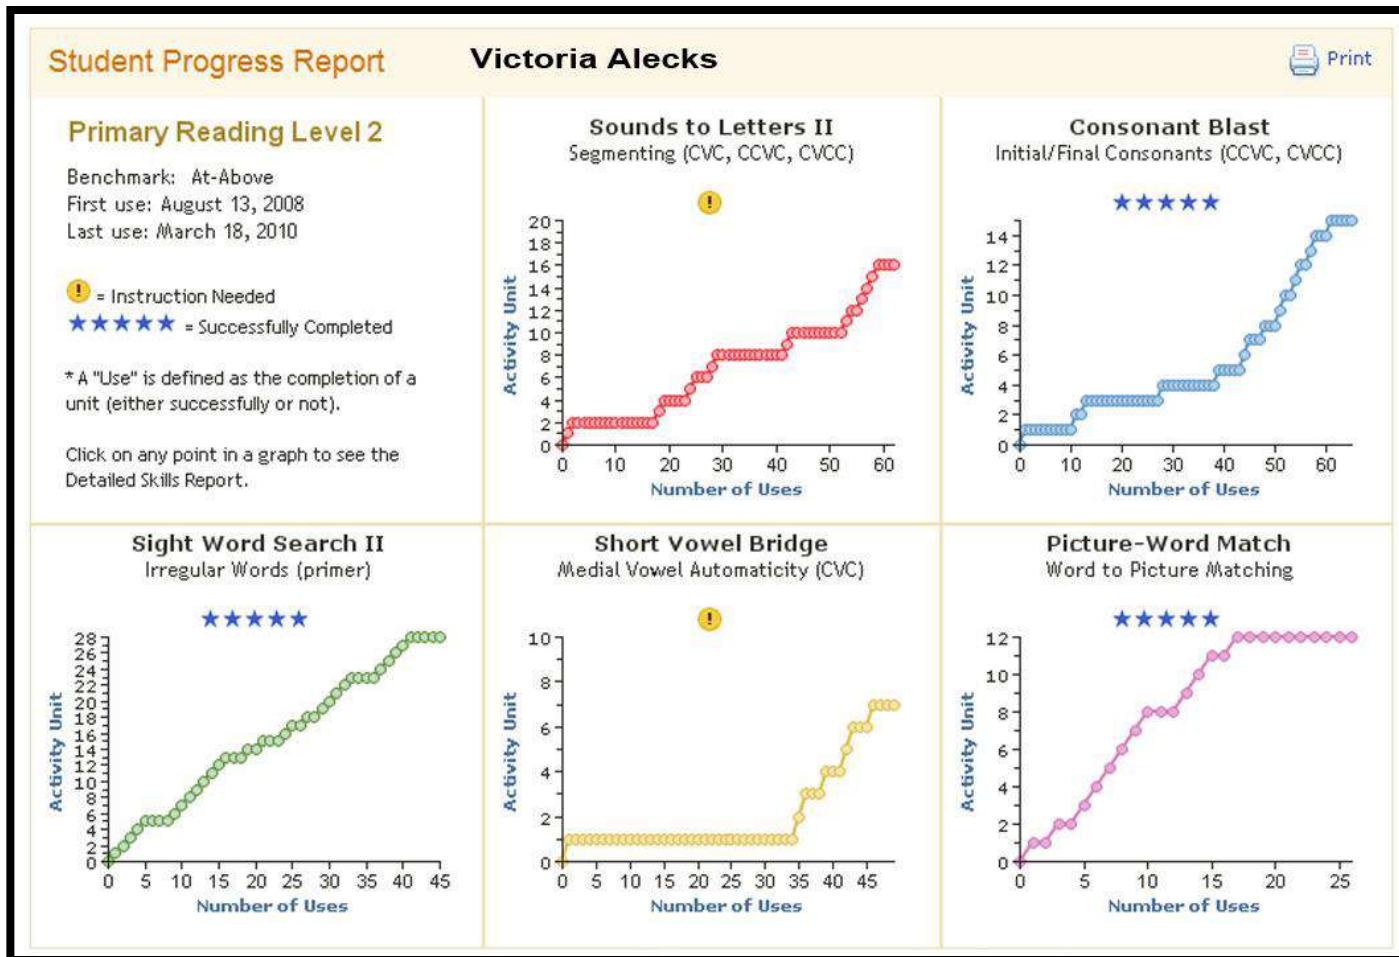 Student Progress Report
Victoria Alecks
Print
Primary Reading Level 2
Benchmark: At-Above
First use: August 13, 2008
Last use: March 18, 2010
! = Instruction Needed
★★★★★ = Successfully Completed
* A "Use" is defined as the completion of a
unit (either successfully or not).
Click on any point in a graph to see the
Detailed Skills Report.
Sounds to Letters II
Segmenting (CVC, CCVC, CVCC)
!
20
18
16
14
12
10
8
6
4
2
0
Activity Unit
0 10 20 30 40 50 60
Number of Uses
Consonant Blast
Initial/Final Consonants (CCVC, CVCC)
★★★★★
14
12
10
8
6
4
2
0
Activity Unit
0 10 20 30 40 50 60
Number of Uses
Sight Word Search II
Irregular Words (primer)
★★★★★
28
26
24
22
20
18
16
14
12
10
8
6
4
2
0
Activity Unit
0 5 10 15 20 25 30 35 40 45
Number of Uses
Short Vowel Bridge
Medial Vowel Automaticity (CVC)
!
10
8
6
4
2
0
Activity Unit
0 5 10 15 20 25 30 35 40 45
Number of Uses
Picture-Word Match
Word to Picture Matching
★★★★★
12
10
8
6
4
2
0
Activity Unit
0 5 10 15 20 25
Number of Uses